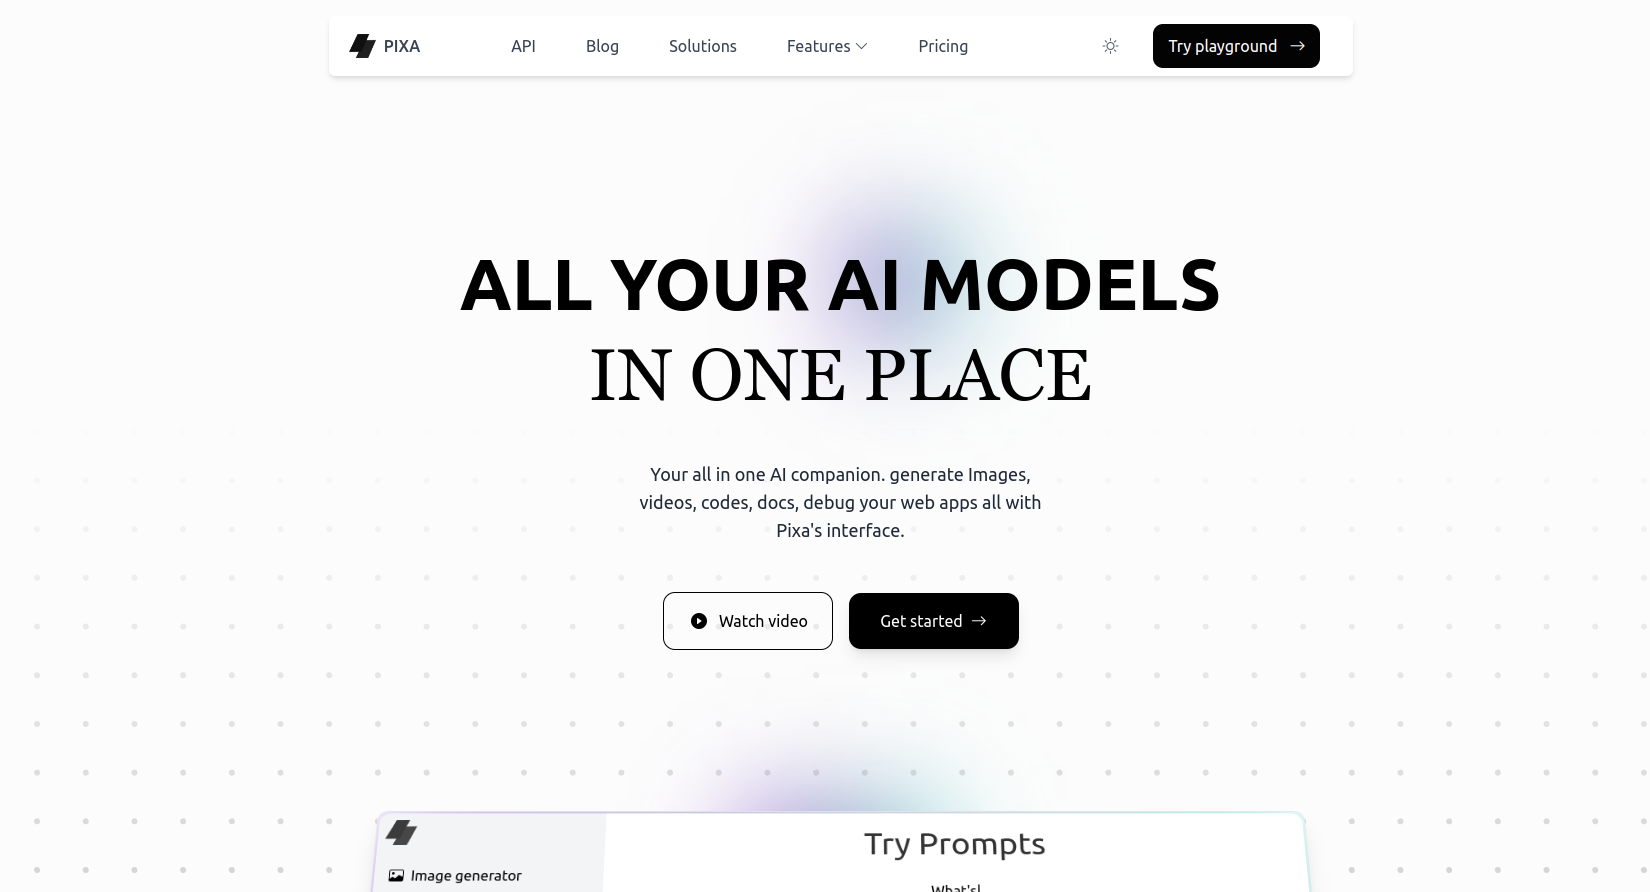 PIXA
API
Blog
Solutions
Features
Pricing
Try playground
ALL YOUR AI MODELS
IN ONE PLACE
Your all in one AI companion. generate Images,
videos, codes, docs, debug your web apps all with
Pixa's interface.
Watch video
Get started
Try Prompts
Image generator
What's